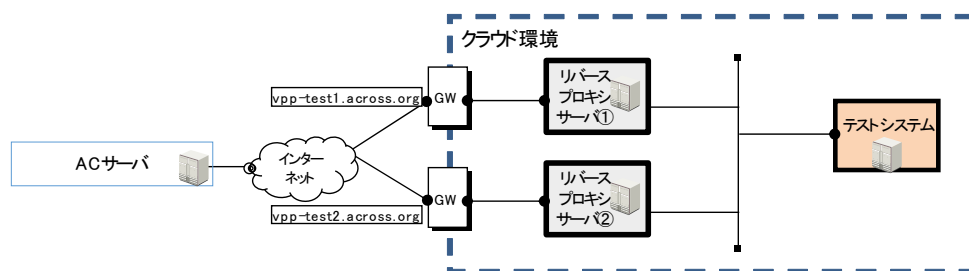 クラウド環境
vpp-test1.across.org
GW
リバース
プロキシ
サーバ①
テストシステム
ACサーバ
インター
ネット
vpp-test2.across.org
GW
リバース
プロキシ
サーバ②